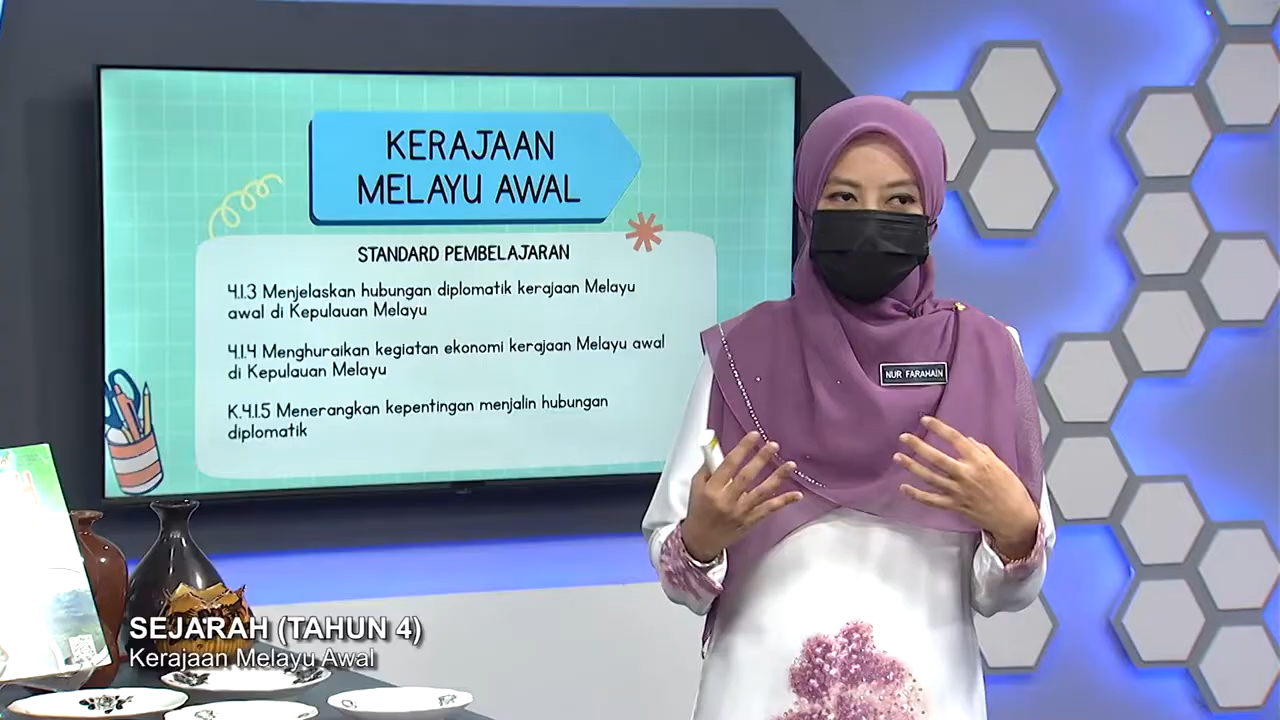 KERAJAAN
MELAYU AWAL
STANDARD PEMBELAJARAN
4.1.3 Menjelaskan hubungan diplomatik kerajaan Melayu
awal di Kepulauan Melayu
4.1.4 Menghuraikan kegiatan ekonomi kerajaan Melayu awal
di Kepulauan Melayu
K.4.1.5 Menerangkan kepentingan menjalin hubungan
diplomatik
NUR FARAHAIN
SEJARAH (TAHUN 4)
Kerajaan Melayu Awal